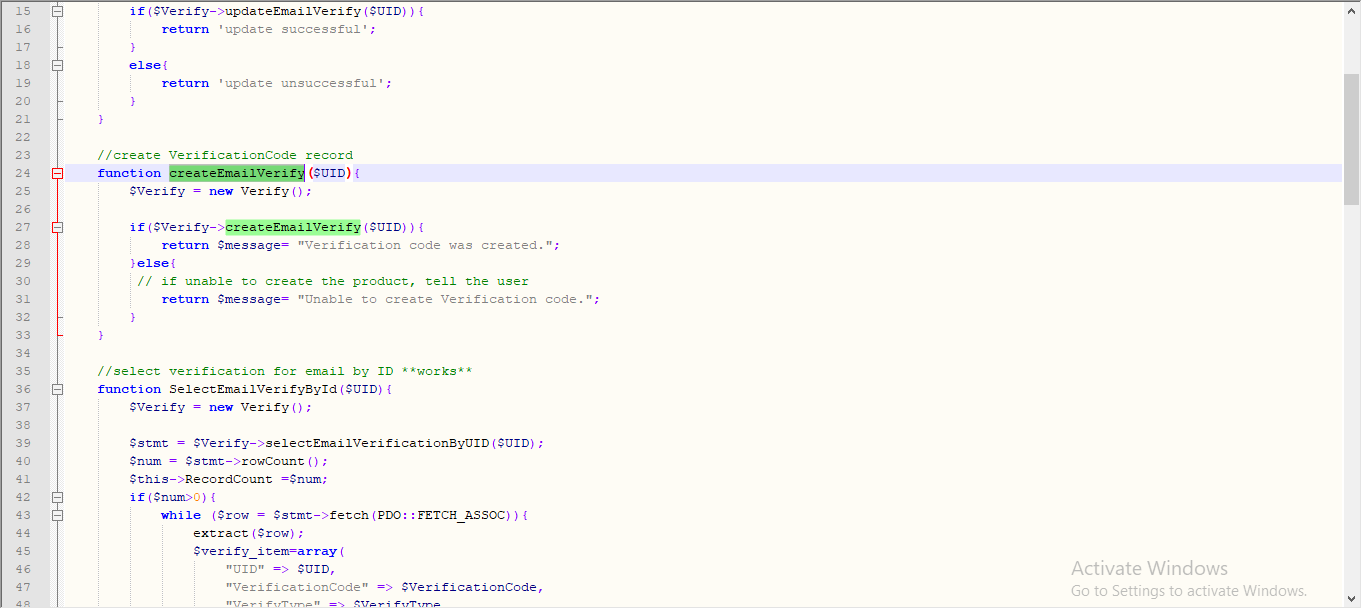 15 if($Verify->updateEmailVerify($UID)){
16 return 'update successful';
17 }
18 else{
19 return 'update unsuccessful';
20 }
21 }
22
23 //create VerificationCode record
24 function createEmailVerify($UID){
25 $Verify = new Verify();
26
27 if($Verify->createEmailVerify($UID)){
28 return $message= "Verification code was created.";
29 }else{
30 // if unable to create the product, tell the user
31 return $message= "Unable to create Verification code.";
32 }
33 }
34
35 //select verification for email by ID **works**
36 function SelectEmailVerifyById($UID){
37 $Verify = new Verify();
38
39 $stmt = $Verify->selectEmailVerificationByUID($UID);
40 $num = $stmt->rowCount();
41 $this->RecordCount =$num;
42 if($num>0){
43 while ($row = $stmt->fetch(PDO::FETCH_ASSOC)){
44 extract($row);
45 $verify_item=array(
46 "UID" => $UID,
47 "VerificationCode" => $VerificationCode,
48 "VerifyType" => $VerifyType
Activate Windows
Go to Settings to activate Windows.